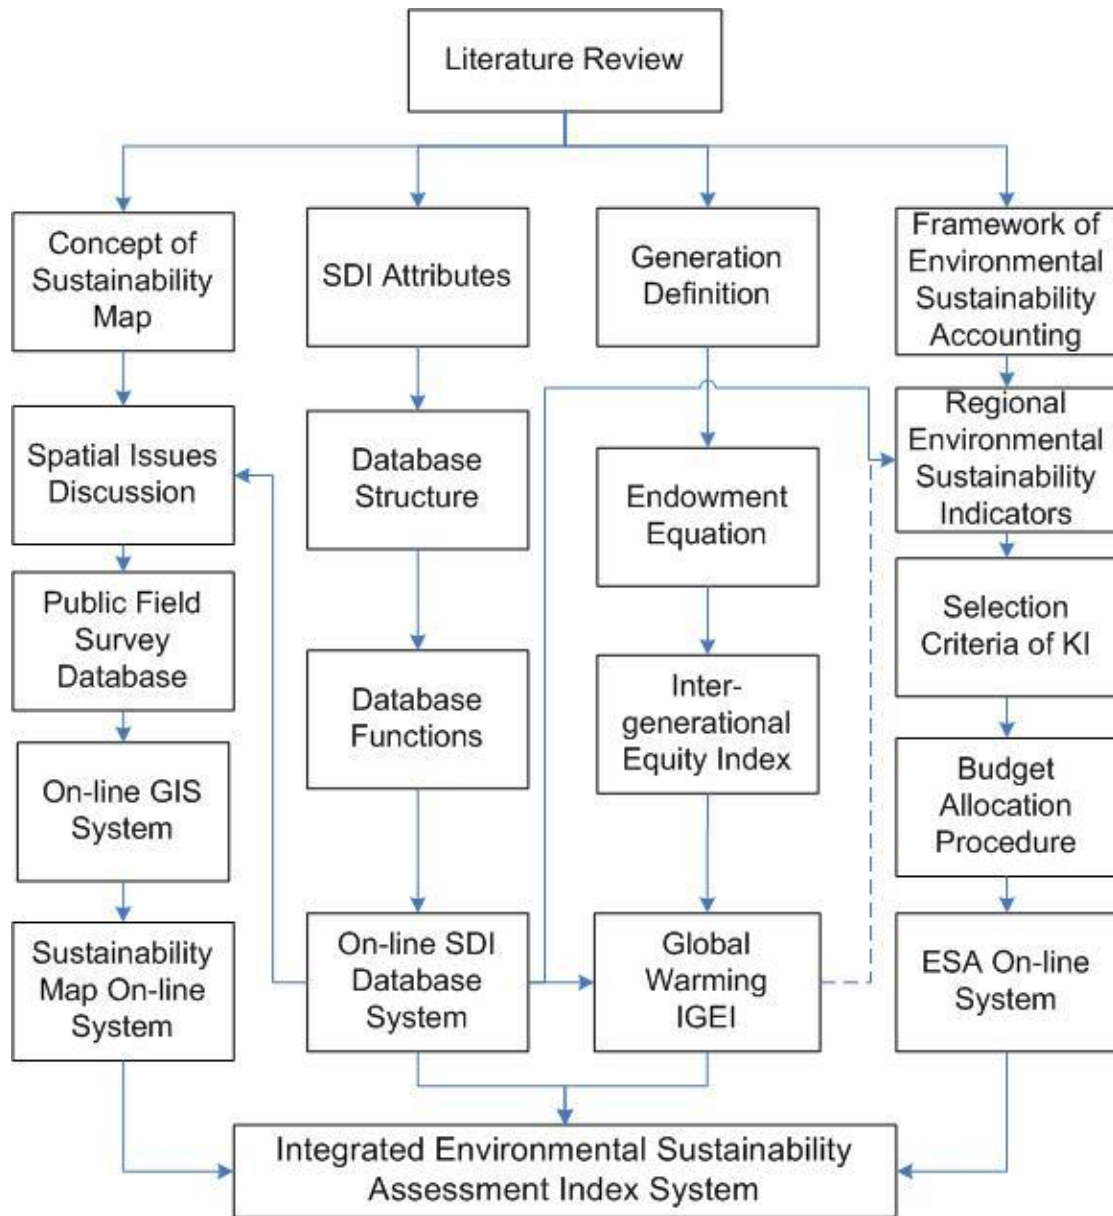 Literature Review
Concept of
Sustainability
Map
SDI Attributes
Generation
Definition
Framework of
Environmental
Sustainability
Accounting
Spatial Issues
Discussion
Database
Structure
Endowment
Equation
Regional
Environmental
Sustainability
Indicators
Public Field
Survey
Database
Database
Functions
Inter-
generational
Equity Index
Selection
Criteria of KI
On-line GIS
System
Budget
Allocation
Procedure
Sustainability
Map On-line
System
On-line SDI
Database
System
Global
Warming
IGEI
ESA On-line
System
Integrated Environmental Sustainability
Assessment Index System